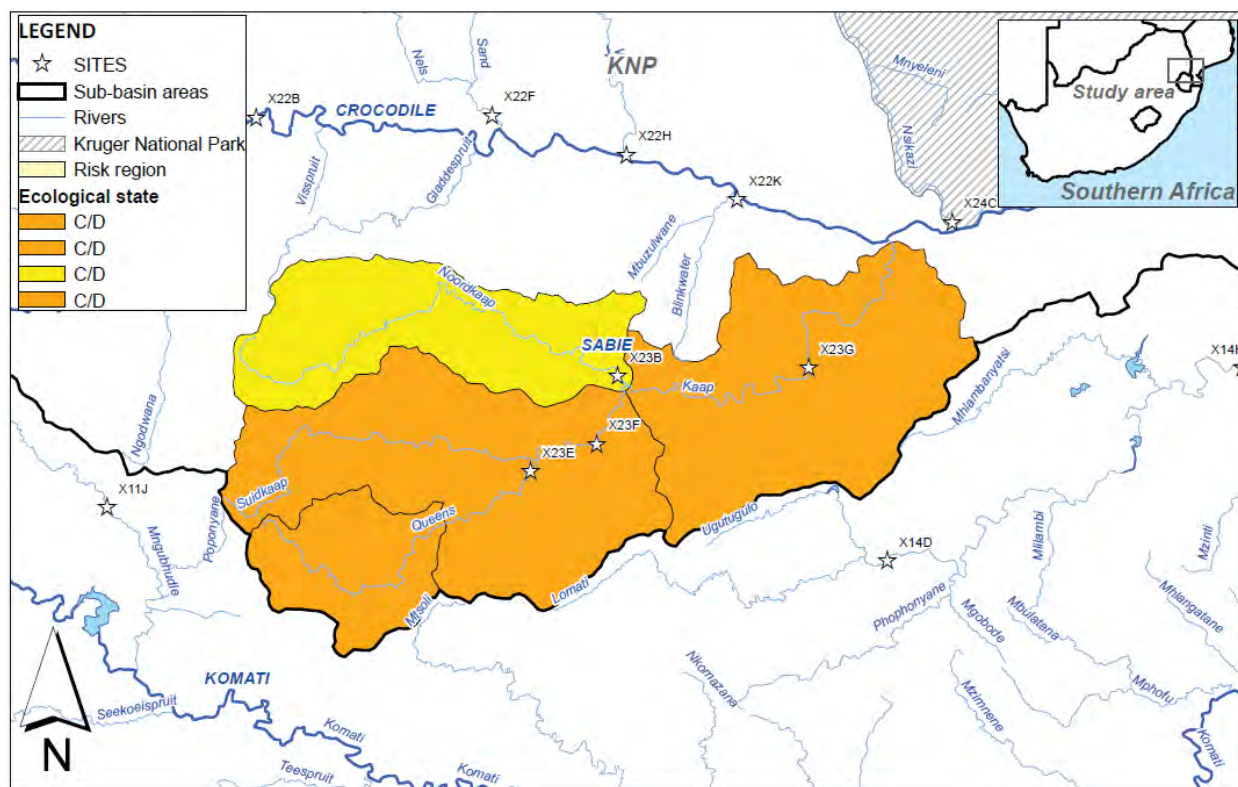 LEGEND
SITES
Sub-basin areas
Rivers
Kruger National Park
Risk region
Ecological state
C/D
C/D
C/D
C/D
Nels
Sand
KNP
Mnyeleni
Study area
Southern Africa
X22B
CROCODILE
X22F
X22H
Nsikazi
Visspruit
Gladdespruit
X22K
X24C
Mbuzulwane
Blinkwater
Noordkaap
SABIE
X23B
Kaap
X23G
Mhlambanyatsi
X14H
Ngodwana
X23F
X23E
Suidkaap
Queens
X11J
Poponyane
Mngubhudle
Ugutugulo
X14D
Mlilambi
Mzinti
Lomati
Mtsoli
Phophonyane
Mgobode
Mbulatana
Mhlangatane
Nkomazana
Mzimnene
Mphofu
KOMATI
Seekoeispruit
Komati
Komati
Komati
Teespruit
N